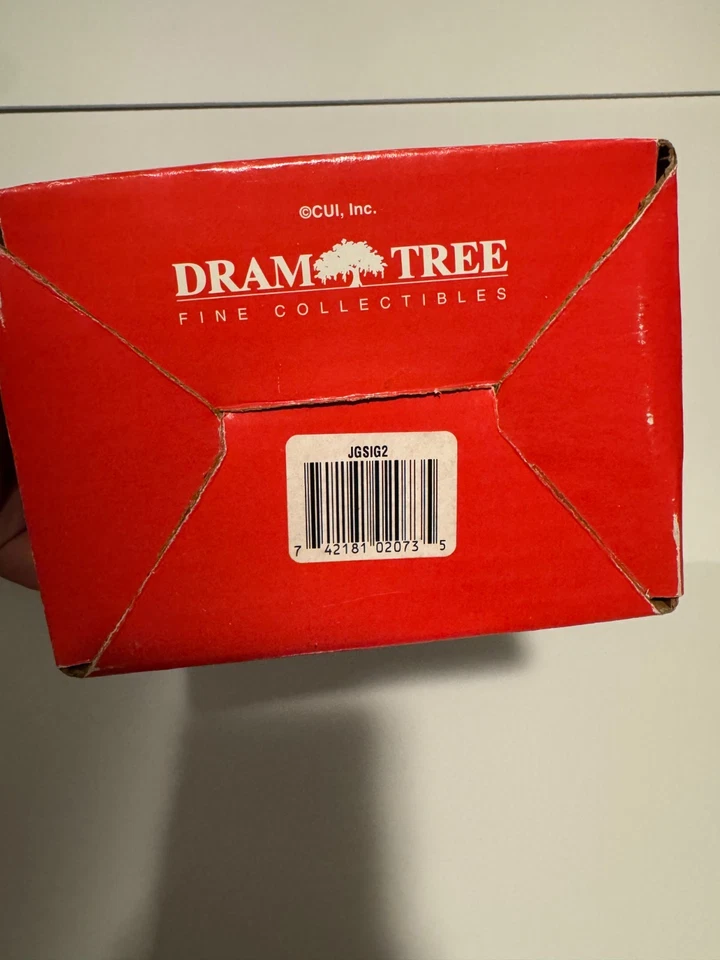 ©CUI, Inc.
DRAM TREE
FINE COLLECTIBLES
JGSIG2
7 42181 02073 5